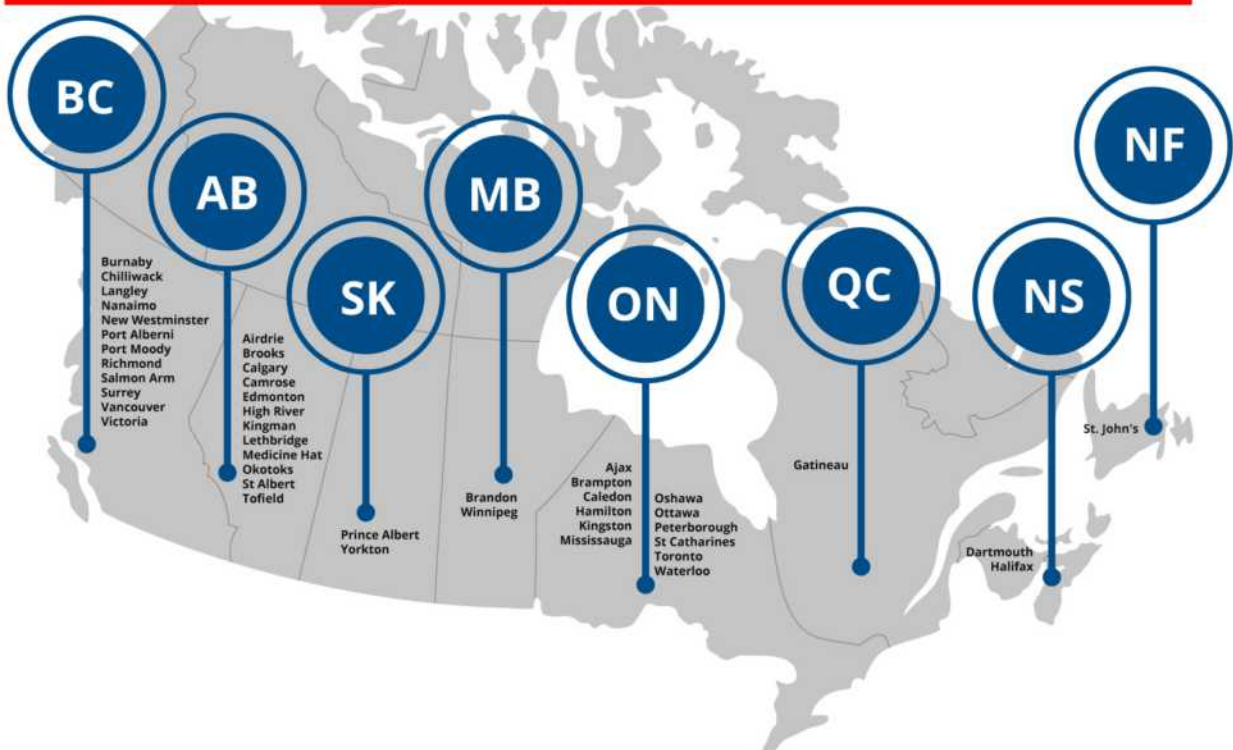 BC
Burnaby
Chilliwack
Langley
Nanaimo
New Westminster
Port Alberni
Port Moody
Richmond
Salmon Arm
Surrey
Vancouver
Victoria
AB
Airdrie
Brooks
Calgary
Camrose
Edmonton
High River
Kingman
Lethbridge
Medicine Hat
Okotoks
St Albert
Tofield
SK
Prince Albert
Yorkton
MB
Brandon
Winnipeg
ON
Ajax
Brampton
Caledon
Hamilton
Kingston
Mississauga
Oshawa
Ottawa
Peterborough
St Catharines
Toronto
Waterloo
QC
Gatineau
NS
Dartmouth
Halifax
NF
St. John's